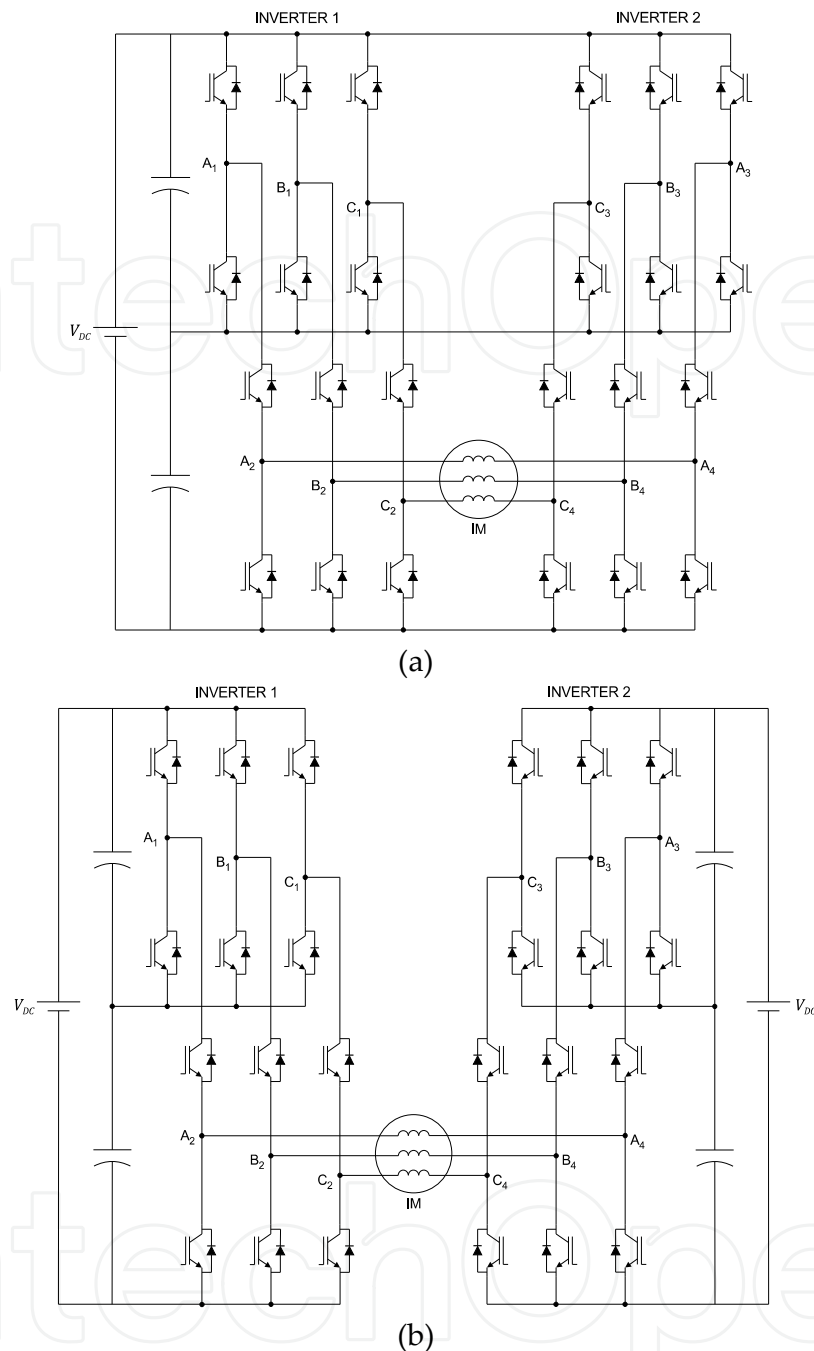 INVERTER 1 INVERTER 2
A1
A3
B1
B3
C1
C3
VDC
A2
A4
B2
B4
C2
C4
IM
(a)
INVERTER 1 INVERTER 2
A1
A3
B1
B3
C1
C3
VDC
VDC
A2
A4
B2
B4
C2
C4
IM
(b)